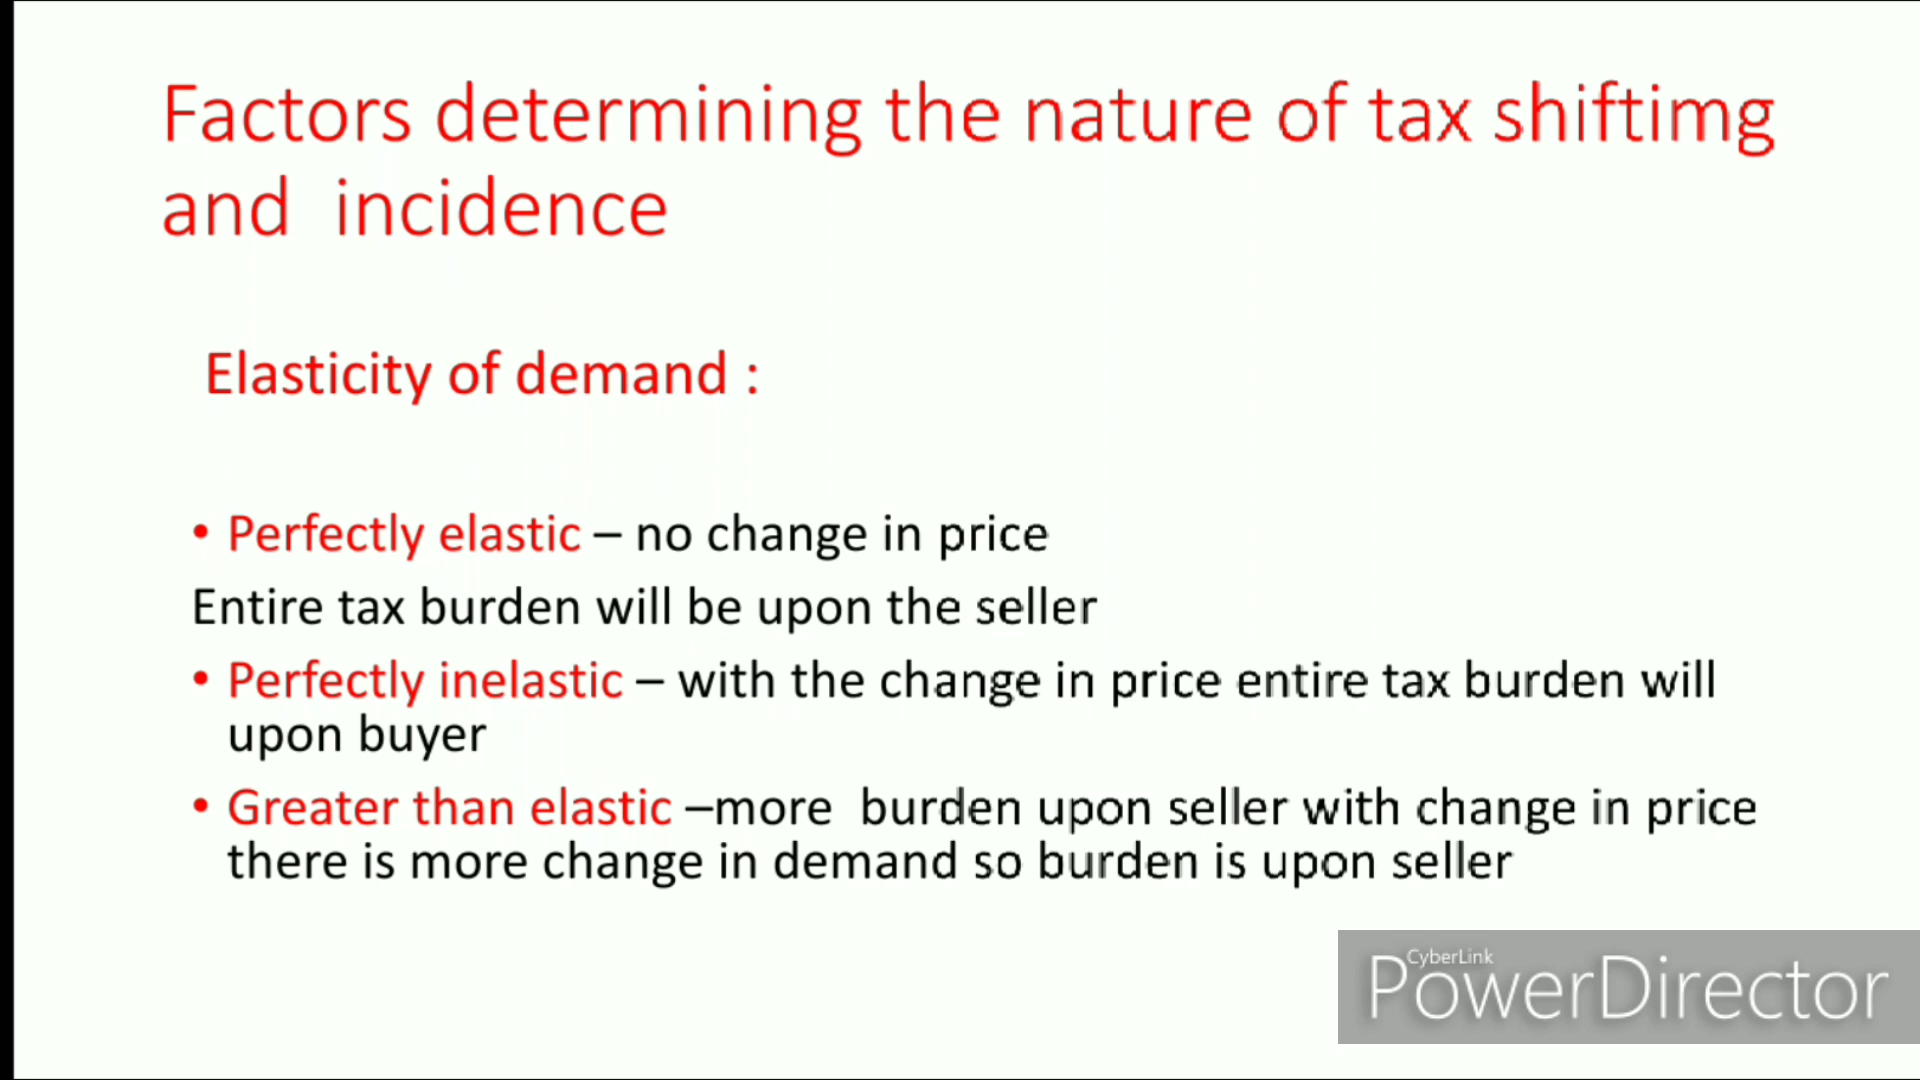 Factors determining the nature of tax shiftimg
and incidence
Elasticity of demand :
• Perfectly elastic – no change in price
Entire tax burden will be upon the seller
• Perfectly inelastic – with the change in price entire tax burden will
upon buyer
• Greater than elastic –more burden upon seller with change in price
there is more change in demand so burden is upon seller
CyberLink
PowerDirector